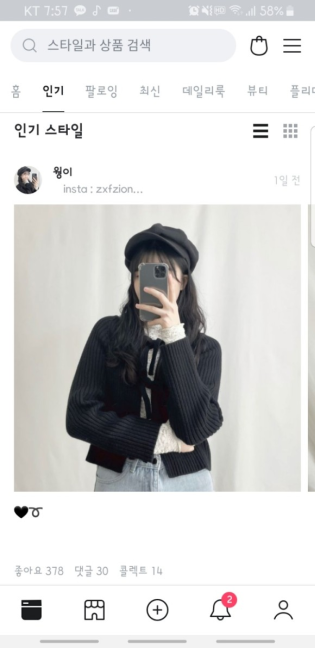 KT 7:57 58%
스타일과 상품 검색
홈 인기 팔로잉 최신 데일리룩 뷰티 플리
인기 스타일
웡이
insta : zxfzion...
1일 전
🖤➰
좋아요 378 댓글 30 콜렉트 14
2